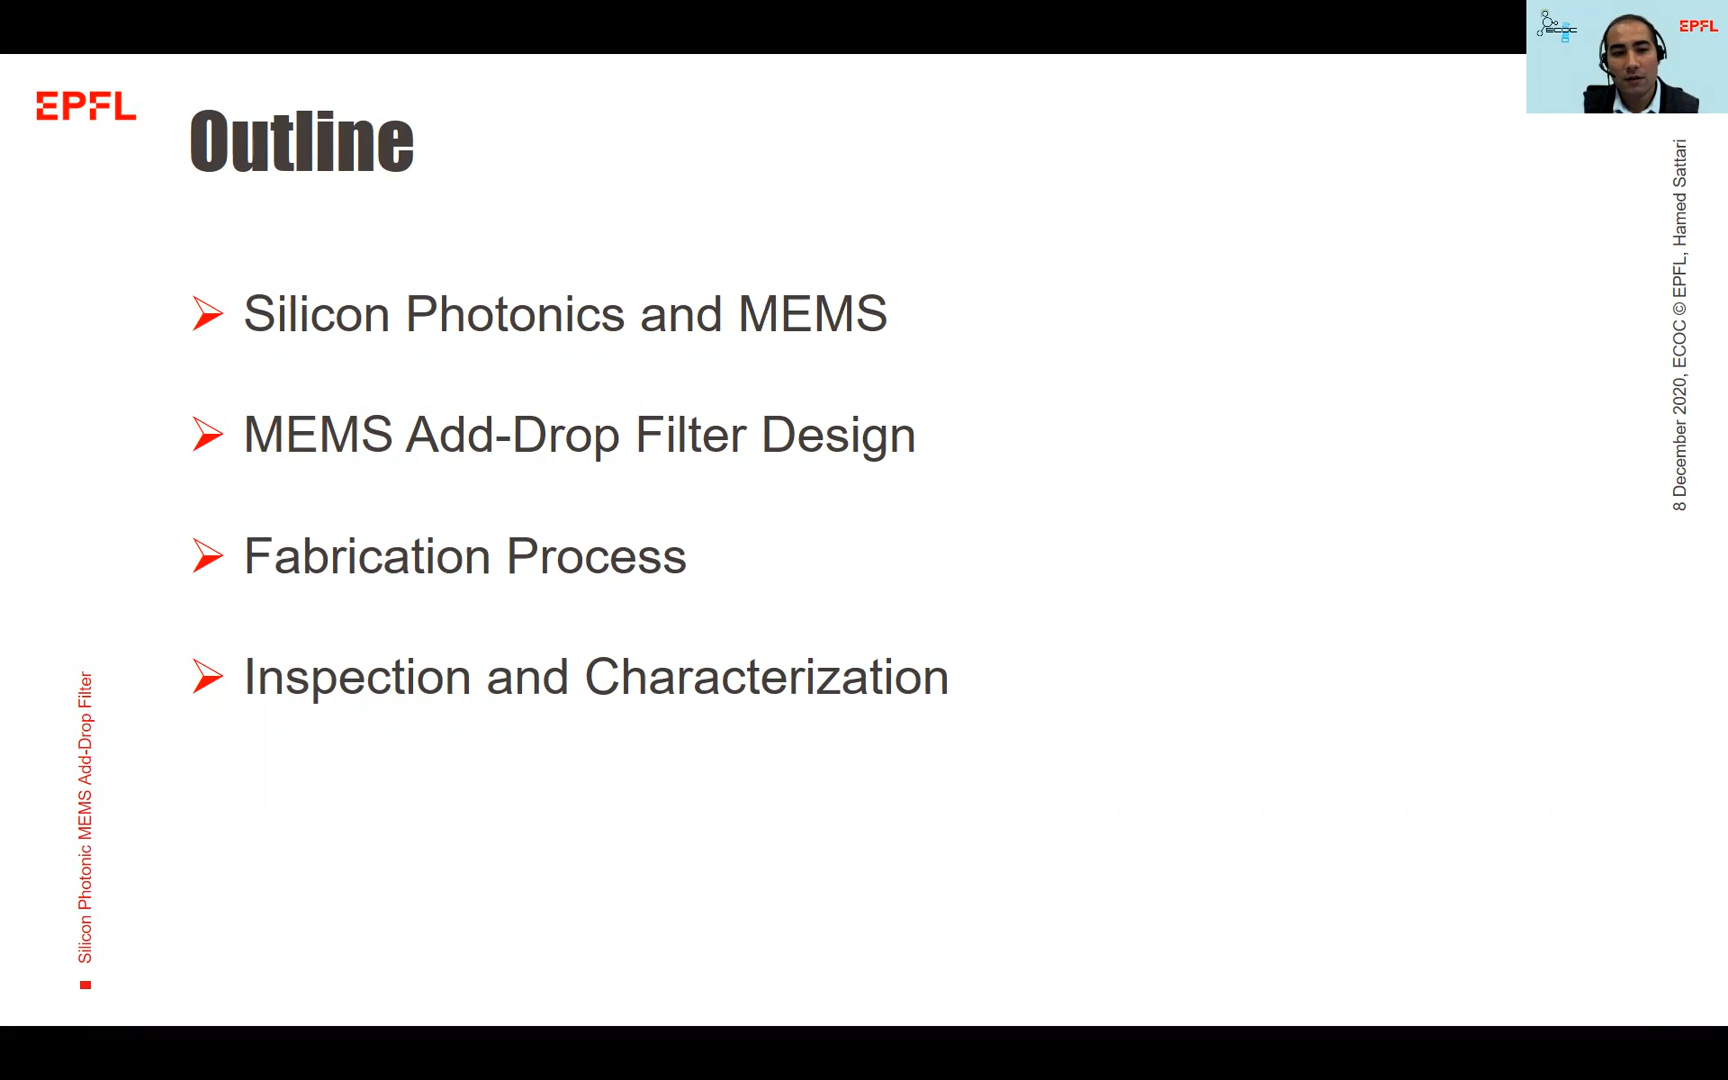 ECOC
EPFL
EPFL
Outline
Silicon Photonics and MEMS
MEMS Add-Drop Filter Design
Fabrication Process
Inspection and Characterization
8 December 2020, ECOC © EPFL, Hamed Sattari
Silicon Photonic MEMS Add-Drop Filter